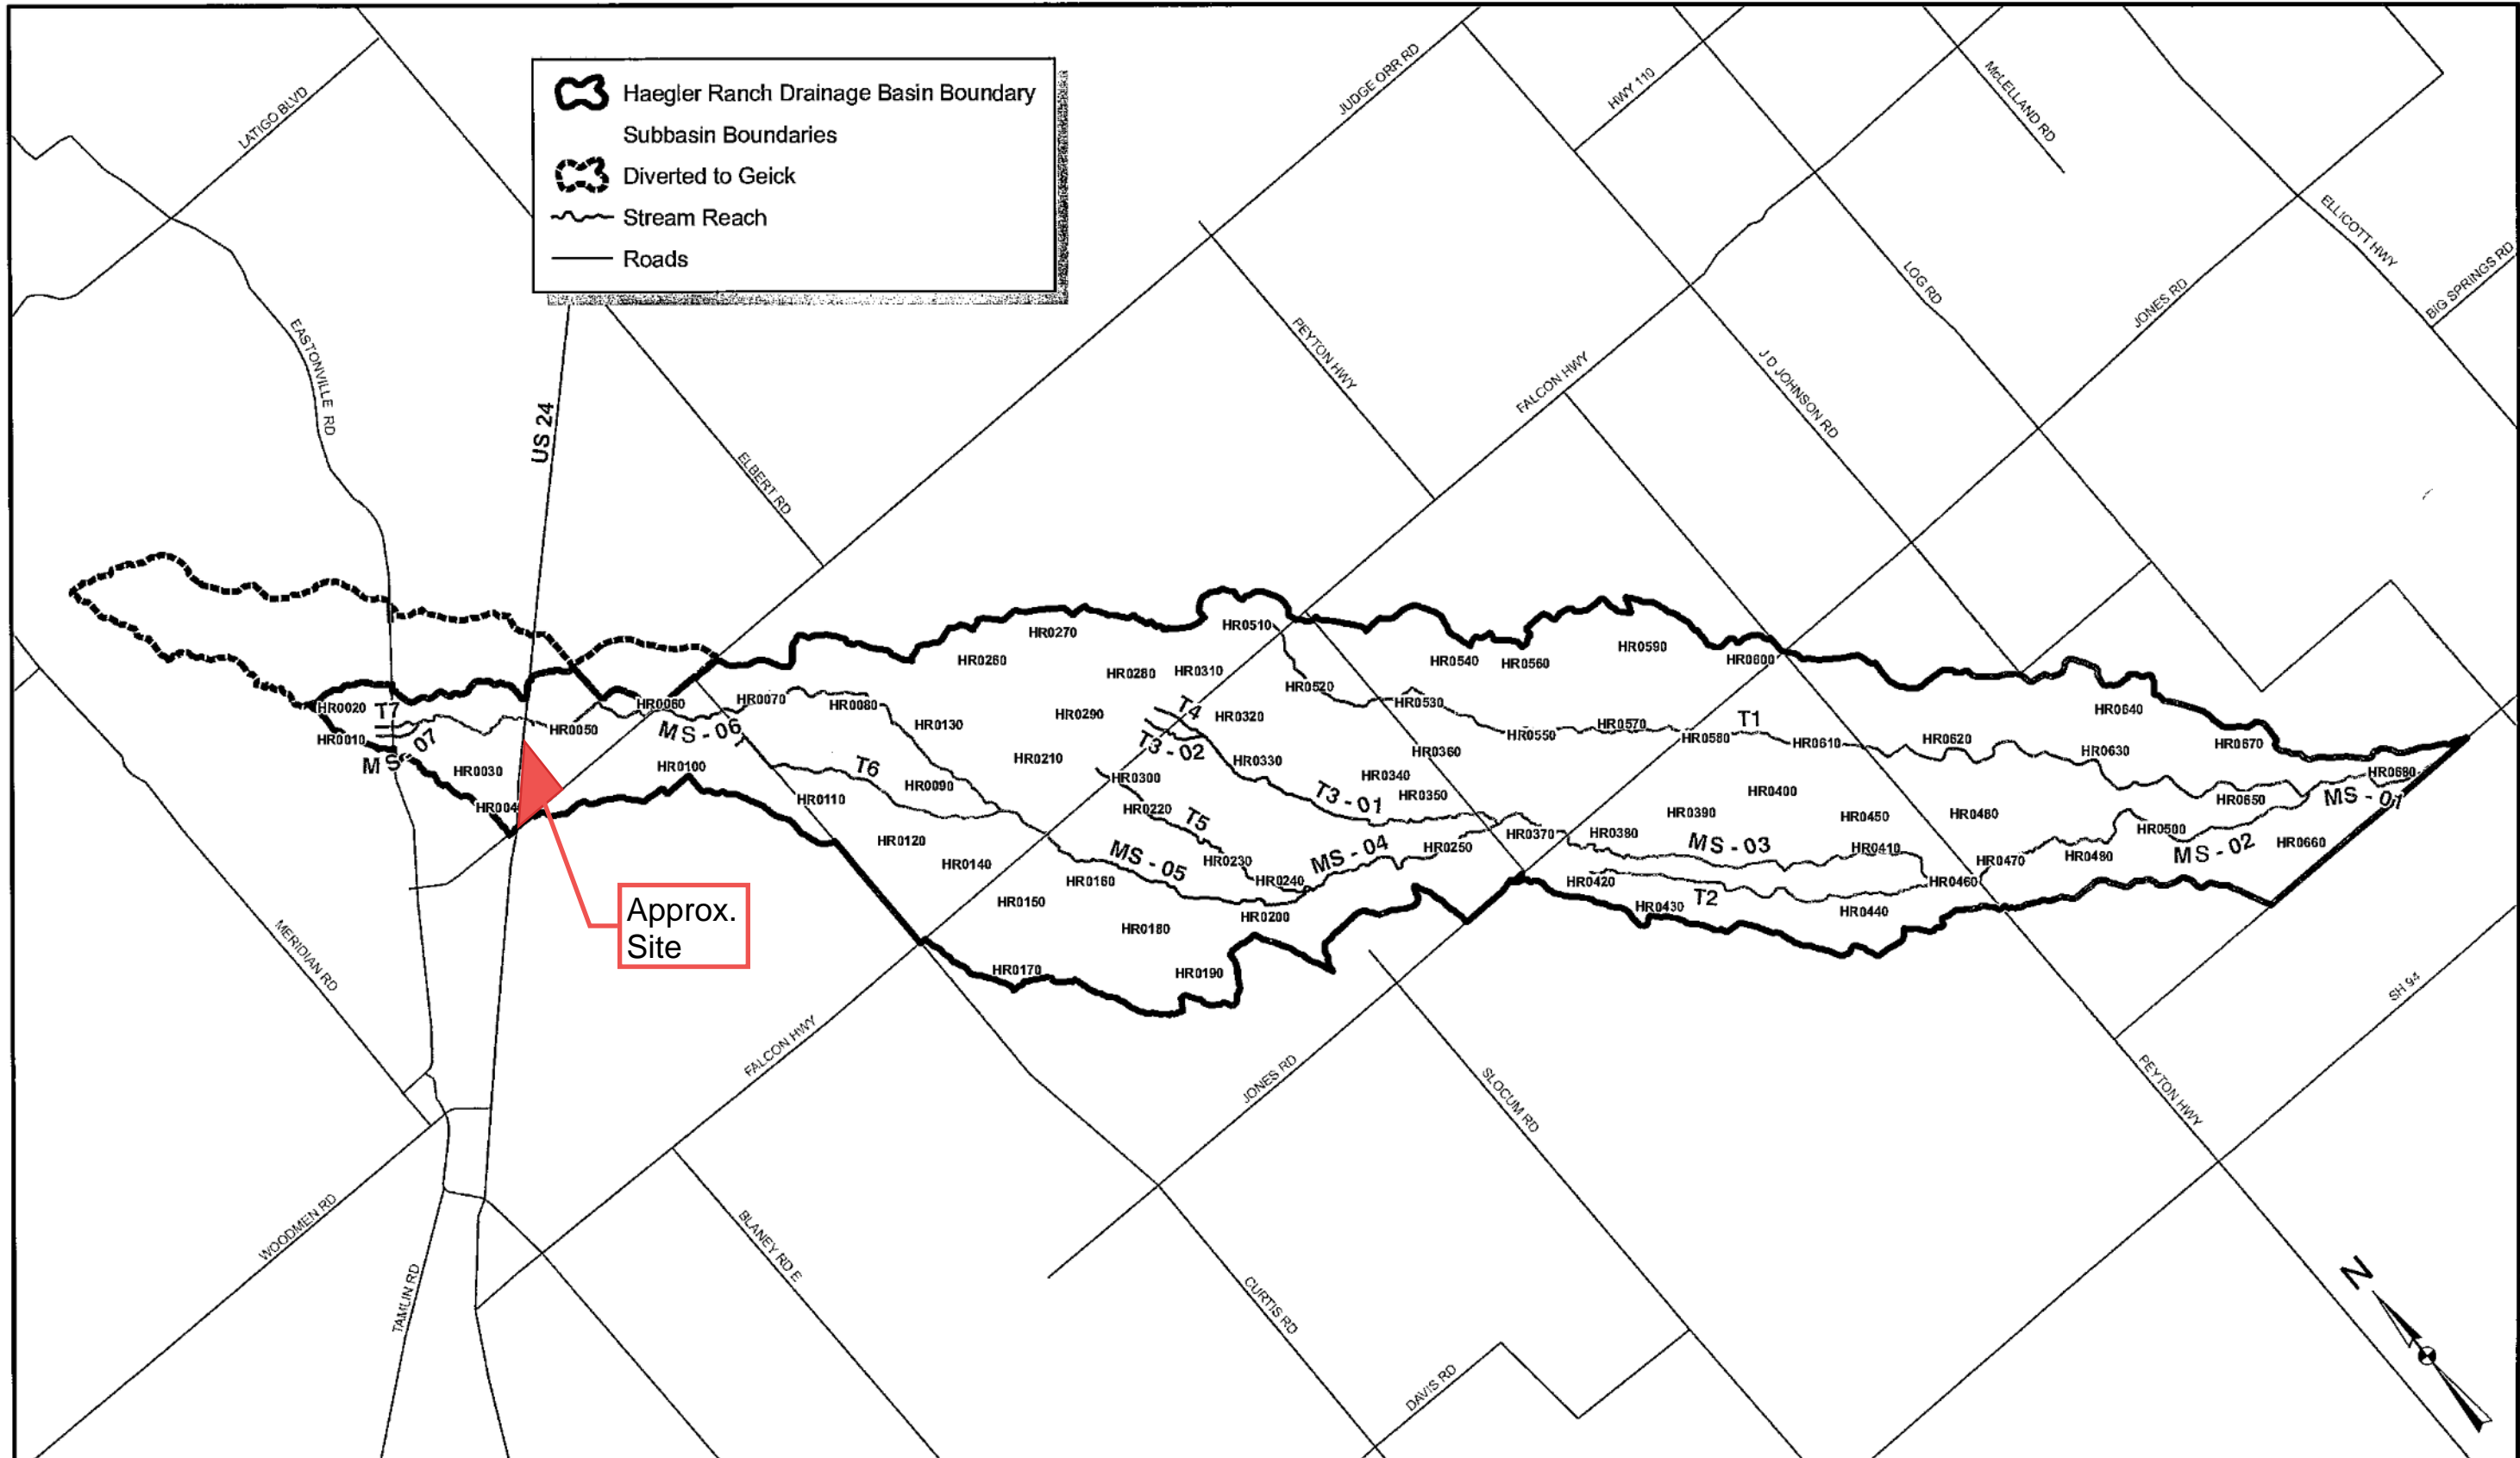 Haegler Ranch Drainage Basin Boundary
Subbasin Boundaries
Diverted to Geick
Stream Reach
Roads
LATIGO BLVD
JUDGE ORR RD
HWY 110
McLELLAND RD
ELLICOTT HWY
BIG SPRINGS RD
LOG RD
JONES RD
EASTONVILLE RD
PEYTON HWY
J D JOHNSON RD
FALCON HWY
US 24
ELBERT RD
HR0510
HR0270
HR0260
HR0280
HR0310
HR0540
HR0560
HR0590
HR0600
HR0520
HR0530
HR0640
HR0020
T7
HR0060
HR0070
HR0080
HR0290
T4
HR0320
HR0130
HR0010
07
MS
HR0050
MS-06
T3-02
HR0550
HR0570
T1
HR0580
HR0610
HR0620
HR0630
HR0670
HR0360
HR0210
HR0330
HR0030
HR0100
T6
HR0090
HR0300
HR0340
HR0350
T3-01
HR0400
HR0680
MS-01
HR0650
HR0040
HR0110
HR0220
T5
HR0390
HR0450
HR0480
HR0120
HR0370
HR0380
HR0500
MS-02
HR0660
HR0140
MS-05
HR0230
MS-04
HR0250
MS-03
HR0410
HR0470
HR0480
HR0160
HR0240
HR0420
HR0460
T2
HR0150
HR0200
HR0430
HR0440
HR0180
HR0170
HR0190
Approx.
Site
MERIDIAN RD
FALCON HWY
JONES RD
SLOCUM RD
SH 94
PEYTON HWY
WOODMEN RD
BLANEY RD E
TAMLIN RD
CURTIS RD
DAVIS RD
N